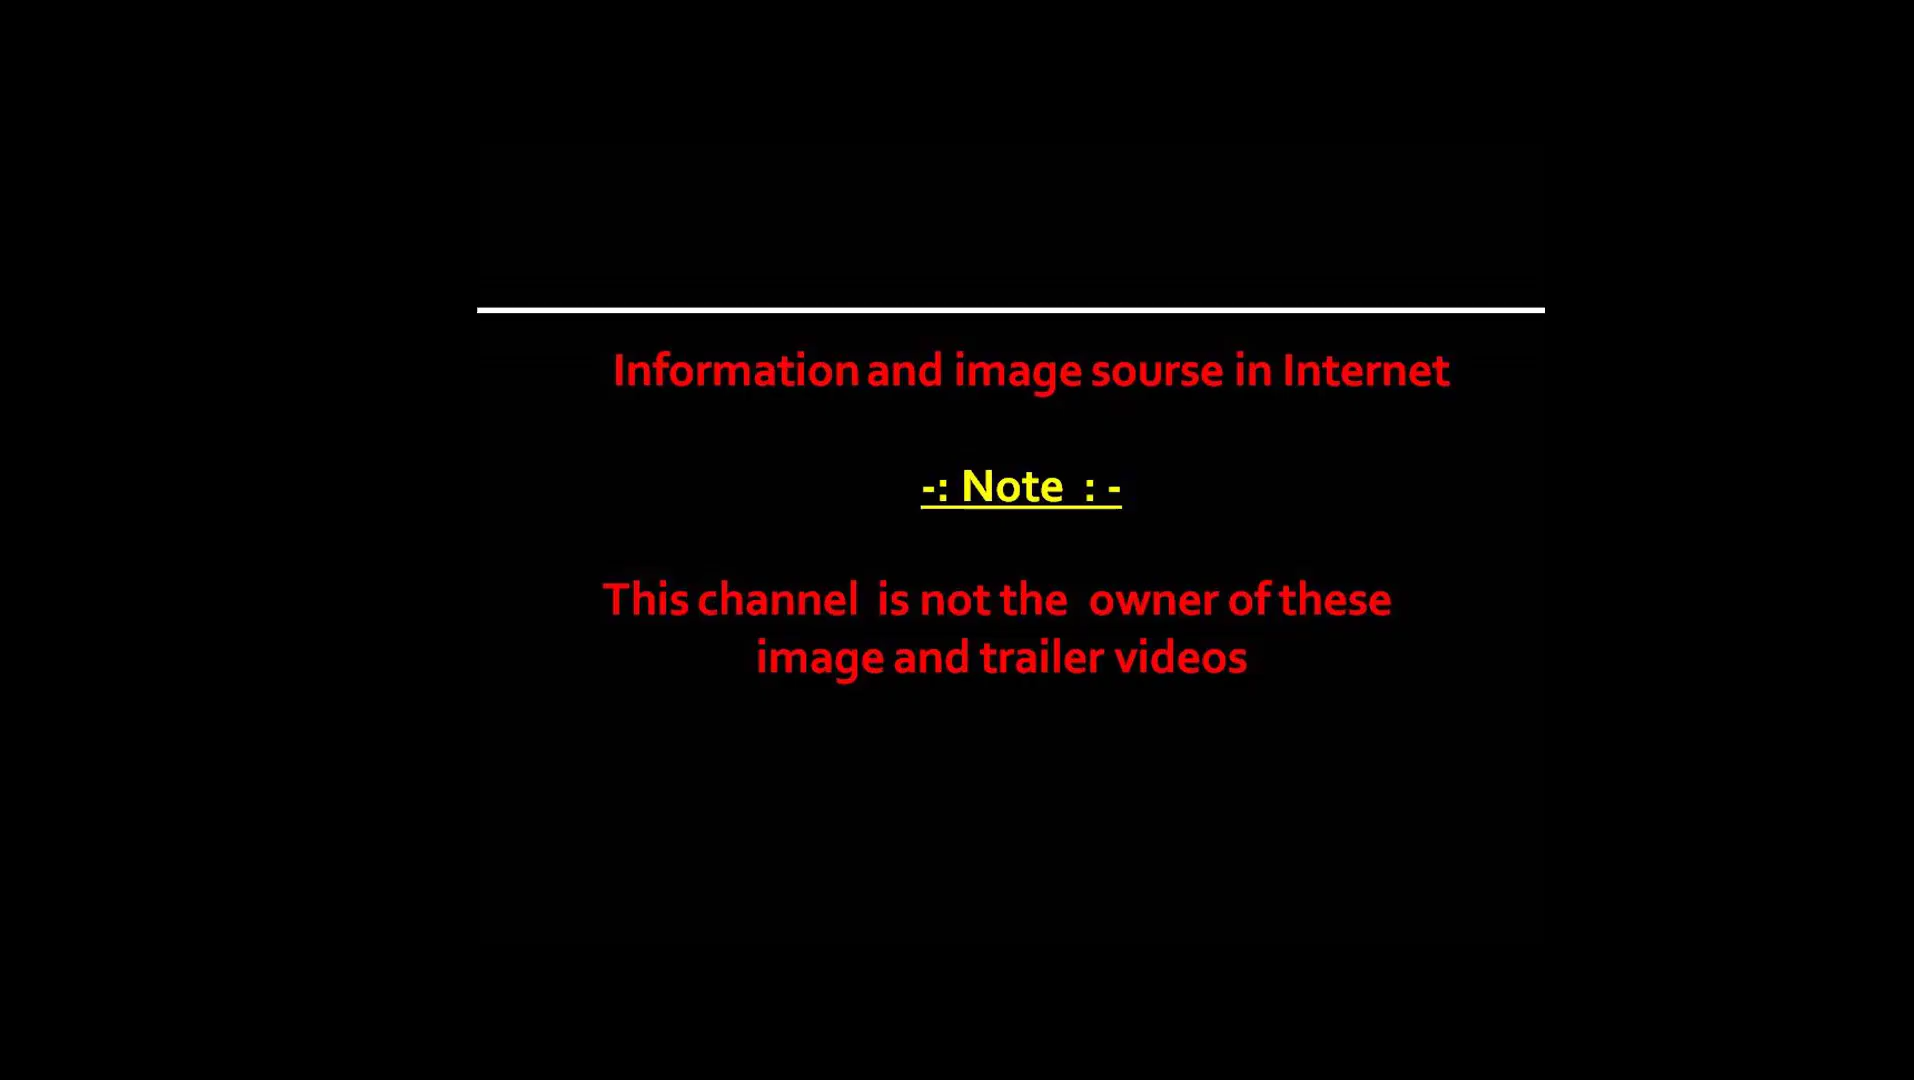 Information and image sourse in Internet
-: Note : -
This channel is not the owner of these
image and trailer videos